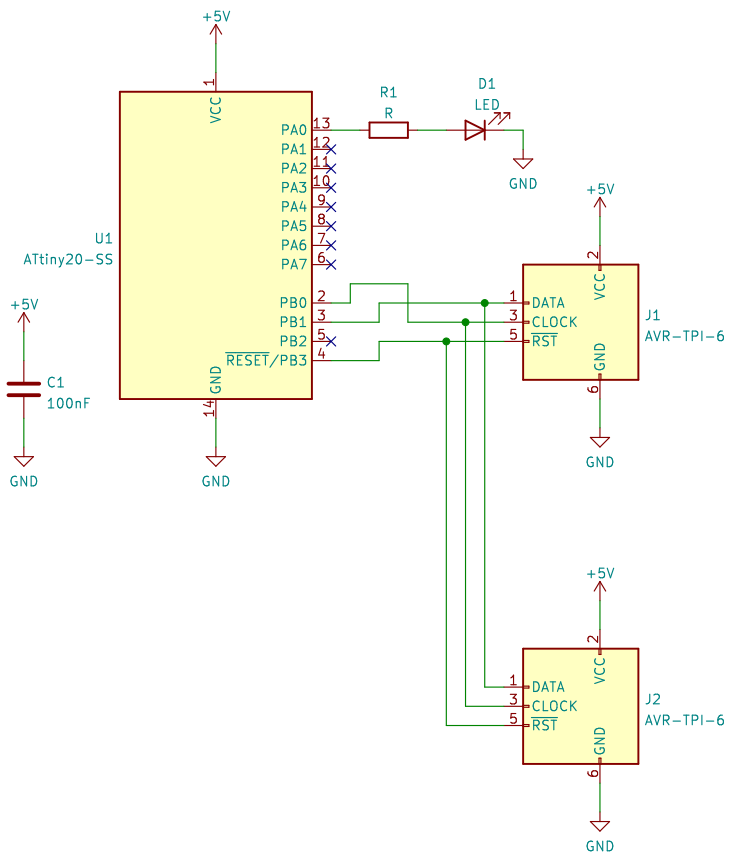 +5V
1
VCC
U1
ATtiny20-SS
PA0 13
PA1 12
PA2 11
PA3 10
PA4 9
PA5 8
PA6 7
PA7 6
PB0 2
PB1 3
PB2 5
RESET/PB3 4
GND
14
GND
R1
R
D1
LED
GND
+5V
C1
100nF
GND
+5V
2
VCC
1 DATA
3 CLOCK
5 RST
GND
6
J1
AVR-TPI-6
GND
+5V
2
VCC
1 DATA
3 CLOCK
5 RST
GND
6
J2
AVR-TPI-6
GND